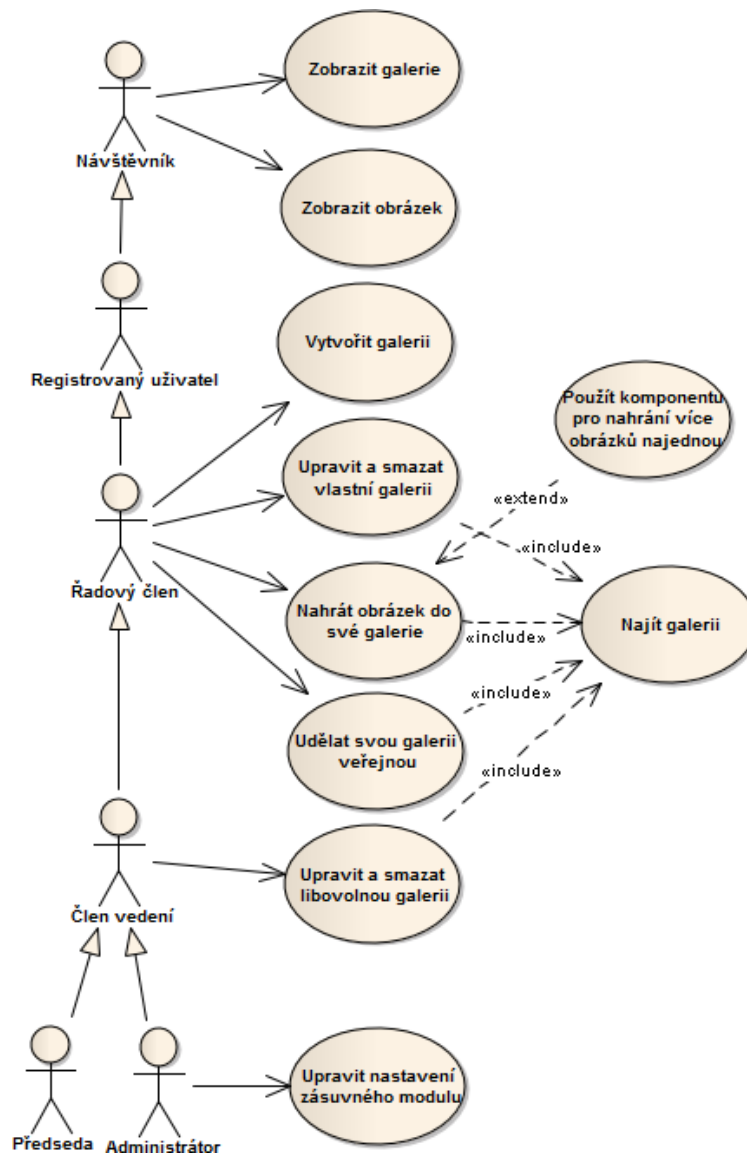 Zobrazit galerie
Návštěvník
Zobrazit obrázek
Vytvořit galerii
Registrovaný uživatel
Použít komponentu
pro nahrání více
obrázků najednou
Upravit a smazat
vlastní galerii
«extend»
«include»
Řadový člen
Nahrát obrázek do
své galerie
«include»
Najít galerii
«include»
Udělat svou galerii
veřejnou
«include»
Upravit a smazat
libovolnou galerii
Člen vedení
Upravit nastavení
zásuvného modulu
Předseda
Administrátor